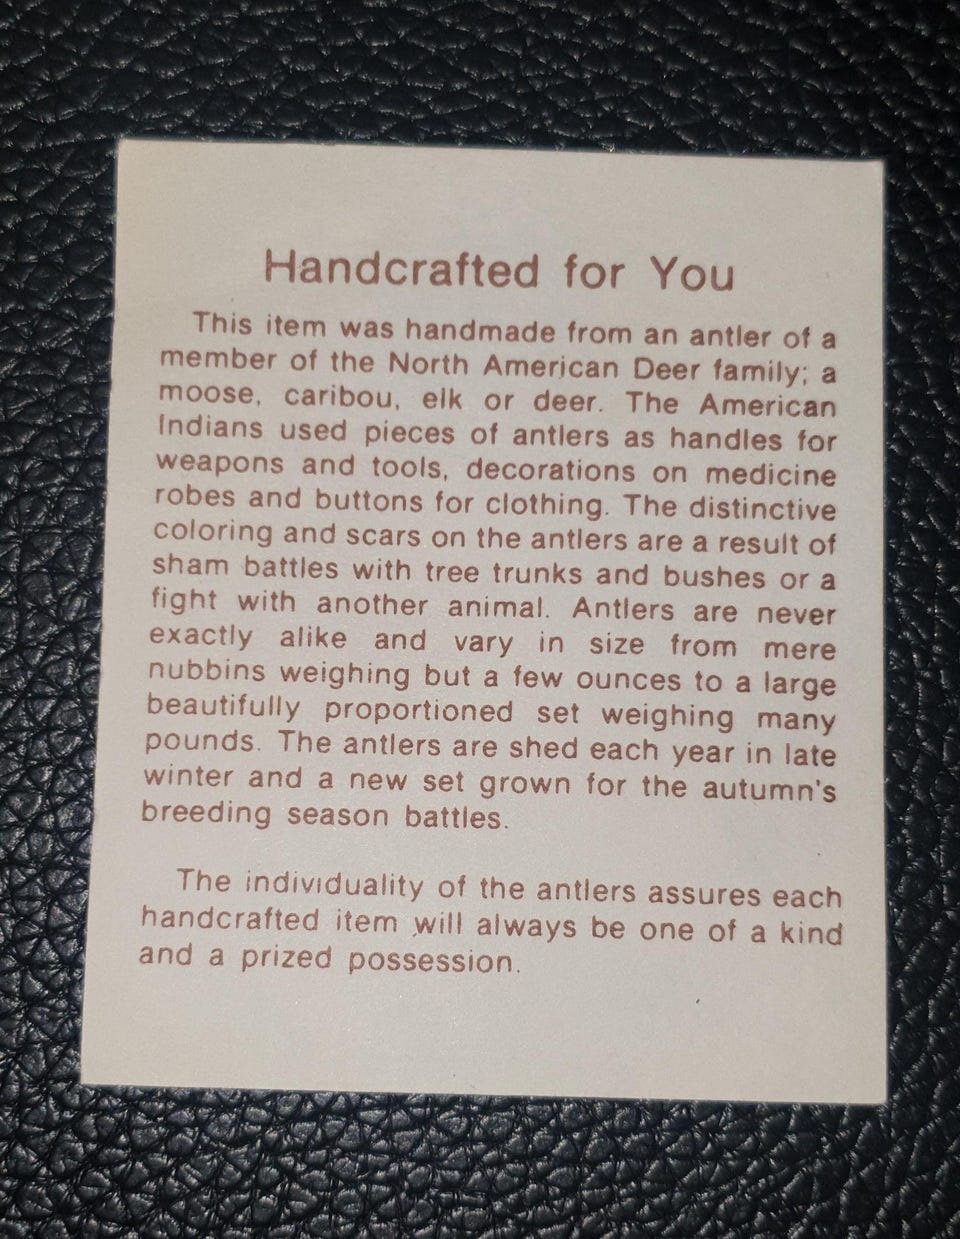 Handcrafted for You
This item was handmade from an antler of a
member of the North American Deer family; a
moose, caribou, elk or deer. The American
Indians used pieces of antlers as handles for
weapons and tools, decorations on medicine
robes and buttons for clothing. The distinctive
coloring and scars on the antlers are a result of
sham battles with tree trunks and bushes or a
fight with another animal. Antlers are never
exactly alike and vary in size from mere
nubbins weighing but a few ounces to a large
beautifully proportioned set weighing many
pounds. The antlers are shed each year in late
winter and a new set grown for the autumn's
breeding season battles.
The individuality of the antlers assures each
handcrafted item will always be one of a kind
and a prized possession.